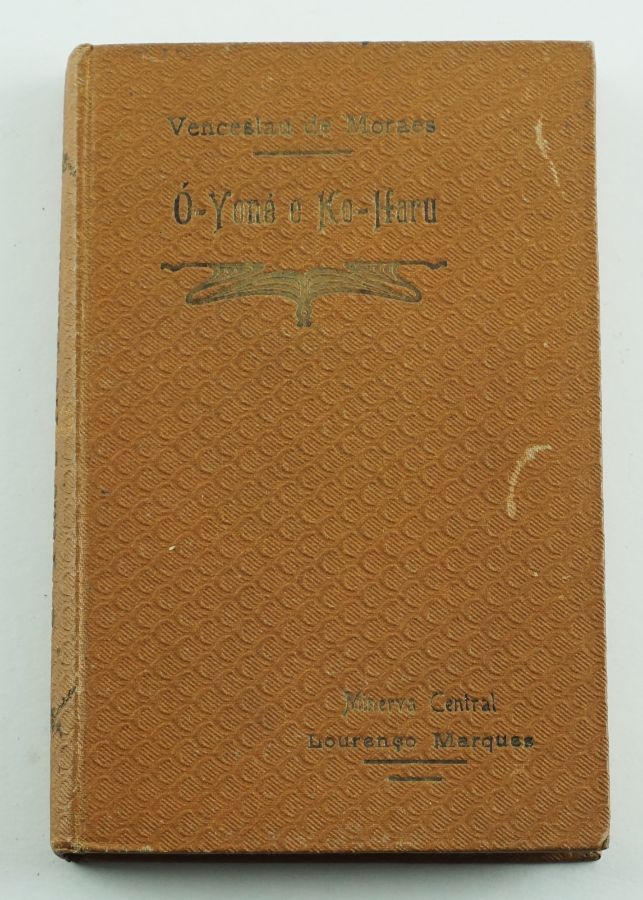 Venceslau de Moraes
Ó-Yoné e Ko-Haru
Minerva Central
Lourenço Marques